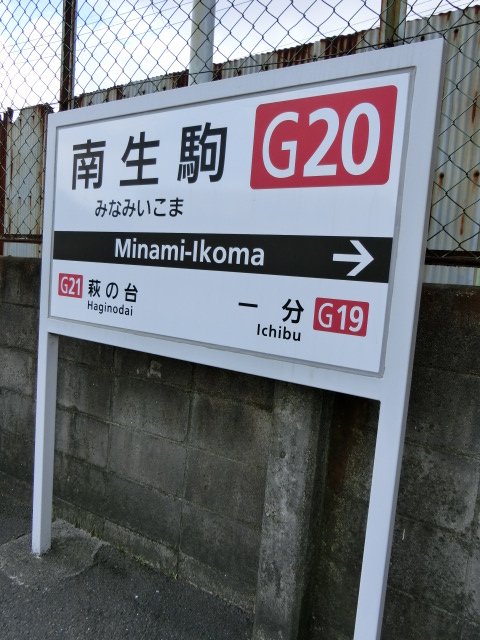 南生駒 G20
みなみいこま
Minami-Ikoma →
G21 萩の台 一分 G19
Haginodai Ichibu